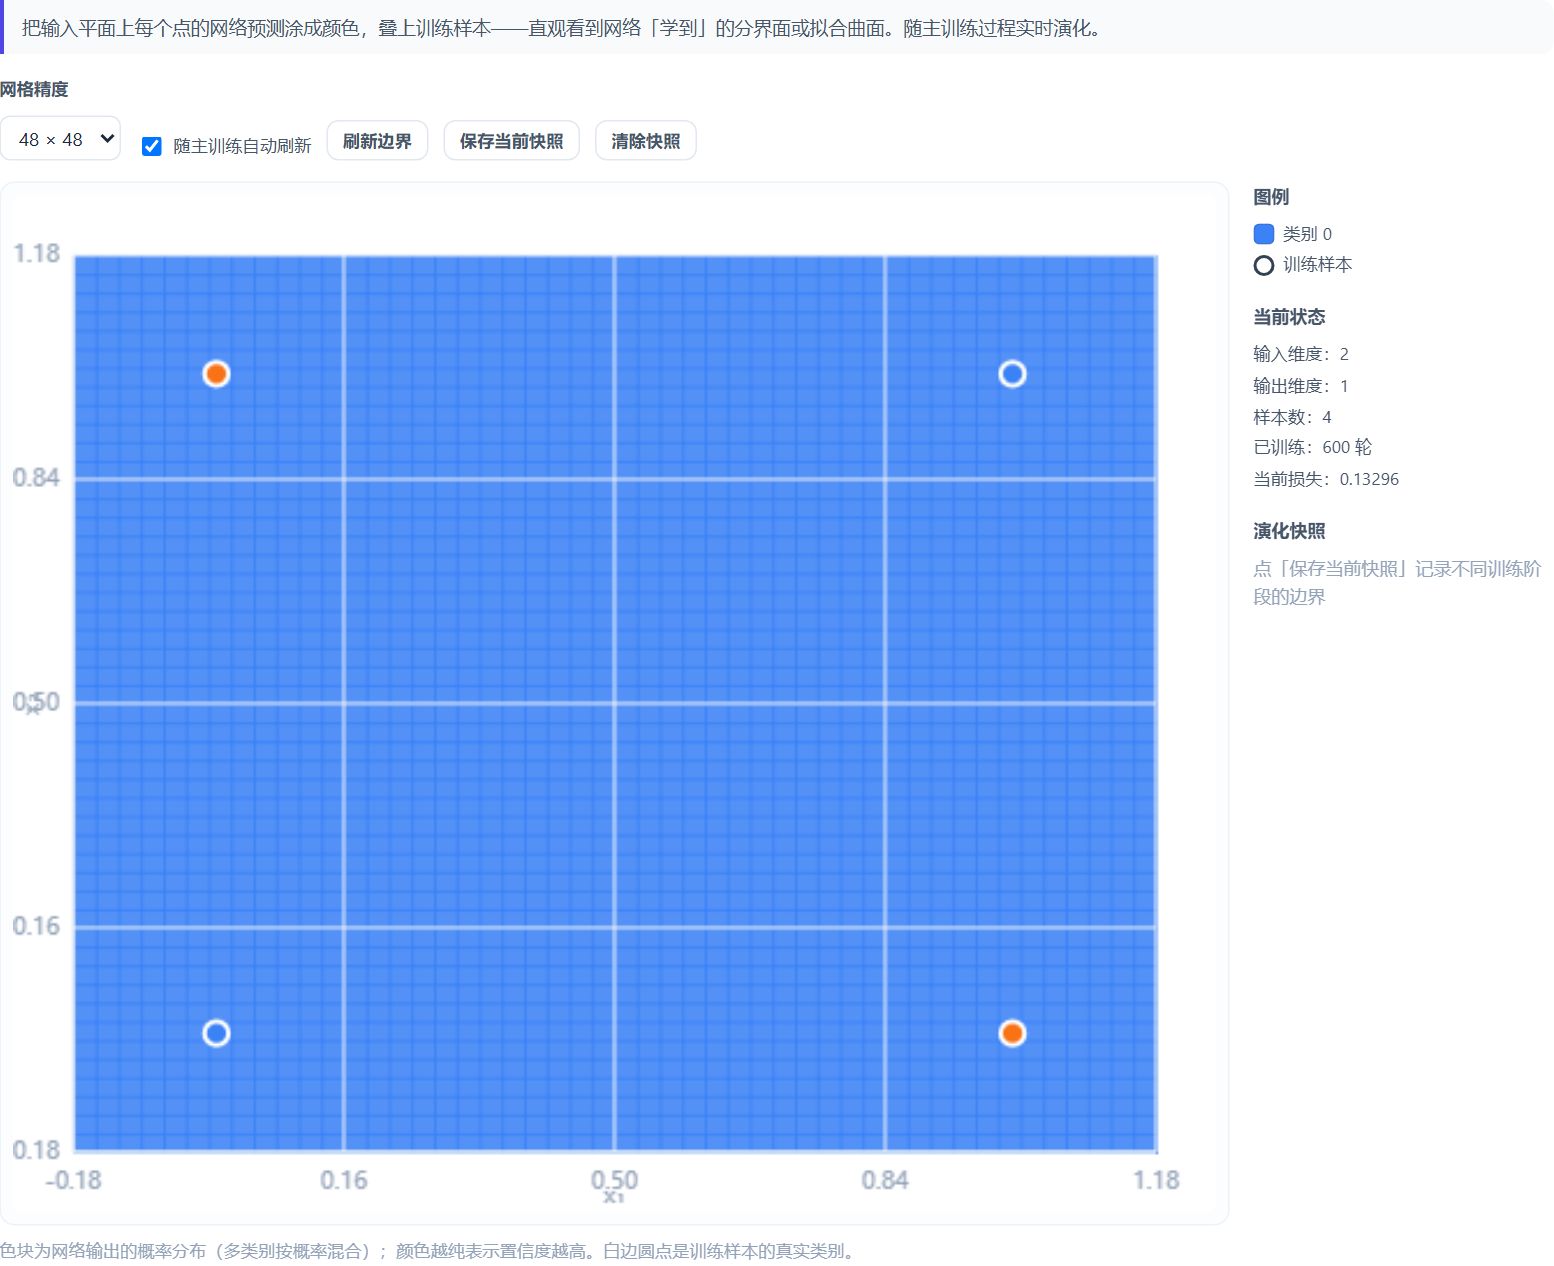 把输入平面上每个点的网络预测涂成颜色，叠上训练样本——直观看到网络「学到」的分界面或拟合曲面。随主训练过程实时演化。
网格精度
48 × 48
随主训练自动刷新
刷新边界
保存当前快照
清除快照
1.18
0.84
0.50
0.16
0.18
-0.18
0.16
0.50
0.84
1.18
X₁
图例
类别 0
训练样本
当前状态
输入维度：2
输出维度：1
样本数：4
已训练：600 轮
当前损失：0.13296
演化快照
点「保存当前快照」记录不同训练阶
段的边界
色块为网络输出的概率分布（多类别按概率混合）；颜色越纯表示置信度越高。白边圆点是训练样本的真实类别。